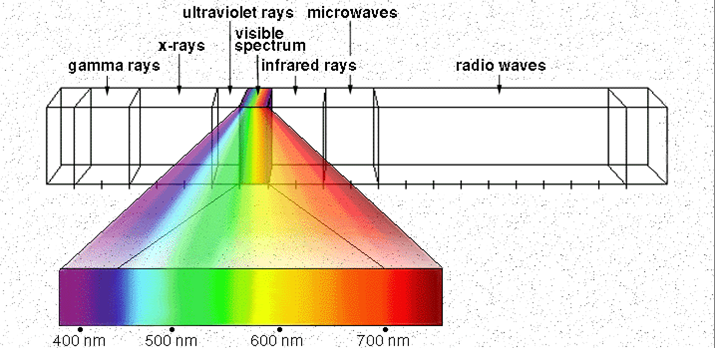 ultraviolet rays microwaves
visible
x-rays spectrum
gamma rays infrared rays radio waves
400 nm 500 nm 600 nm 700 nm